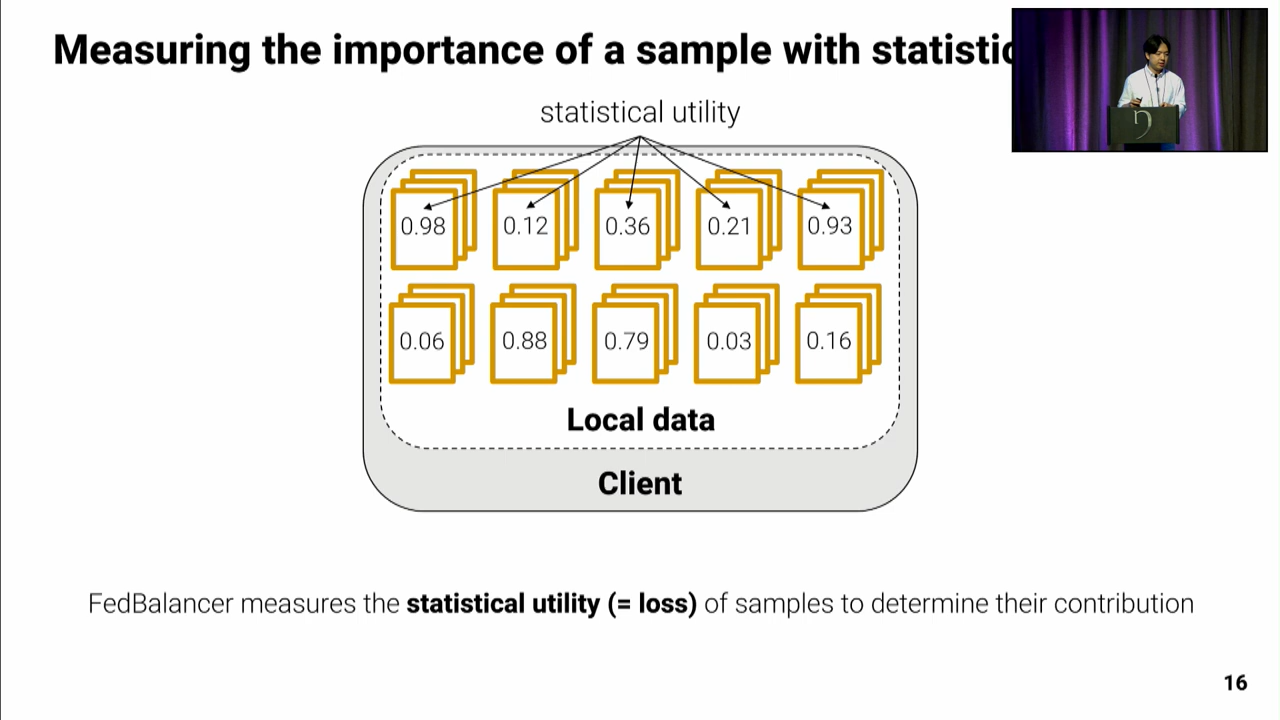 Measuring the importance of a sample with statistic
statistical utility
0.98 0.12 0.36 0.21 0.93
0.06 0.88 0.79 0.03 0.16
Local data
Client
FedBalancer measures the statistical utility (= loss) of samples to determine their contribution
16